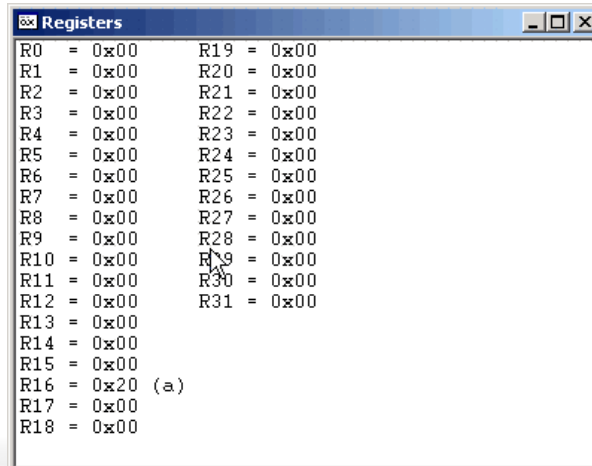 Registers
R0 = 0x00 R19 = 0x00
R1 = 0x00 R20 = 0x00
R2 = 0x00 R21 = 0x00
R3 = 0x00 R22 = 0x00
R4 = 0x00 R23 = 0x00
R5 = 0x00 R24 = 0x00
R6 = 0x00 R25 = 0x00
R7 = 0x00 R26 = 0x00
R8 = 0x00 R27 = 0x00
R9 = 0x00 R28 = 0x00
R10 = 0x00 R29 = 0x00
R11 = 0x00 R30 = 0x00
R12 = 0x00 R31 = 0x00
R13 = 0x00
R14 = 0x00
R15 = 0x00
R16 = 0x20 (a)
R17 = 0x00
R18 = 0x00